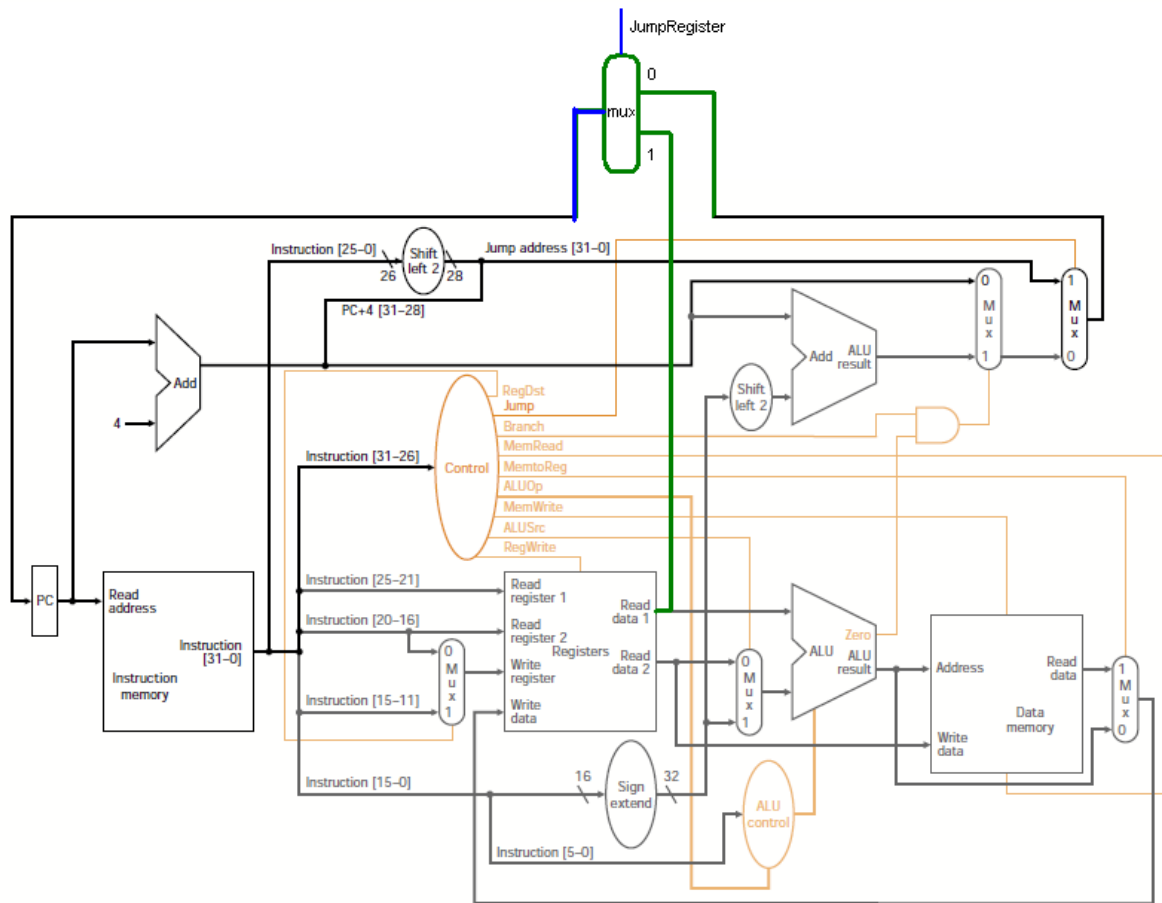 JumpRegister
0
mux
1
Instruction [25–0]
Shift
left 2
Jump address [31–0]
26
28
PC+4 [31–28]
0
M
u
x
1
1
M
u
x
0
Add
ALU
result
Add
4
Shift
left 2
RegDst
Jump
Branch
MemRead
MemtoReg
ALUOp
MemWrite
ALUSrc
RegWrite
Control
Instruction [31–26]
PC
Read
address
Instruction
[31–0]
Instruction
memory
Instruction [25–21]
Instruction [20–16]
Instruction [15–11]
0
M
u
x
1
Read
register 1
Read
register 2
Write
register
Write
data
Registers
Read
data 1
Read
data 2
0
M
u
x
1
Zero
ALU
ALU
result
Address
Write
data
Read
data
Data
memory
1
M
u
x
0
Instruction [15–0]
16
Sign
extend
32
ALU
control
Instruction [5–0]